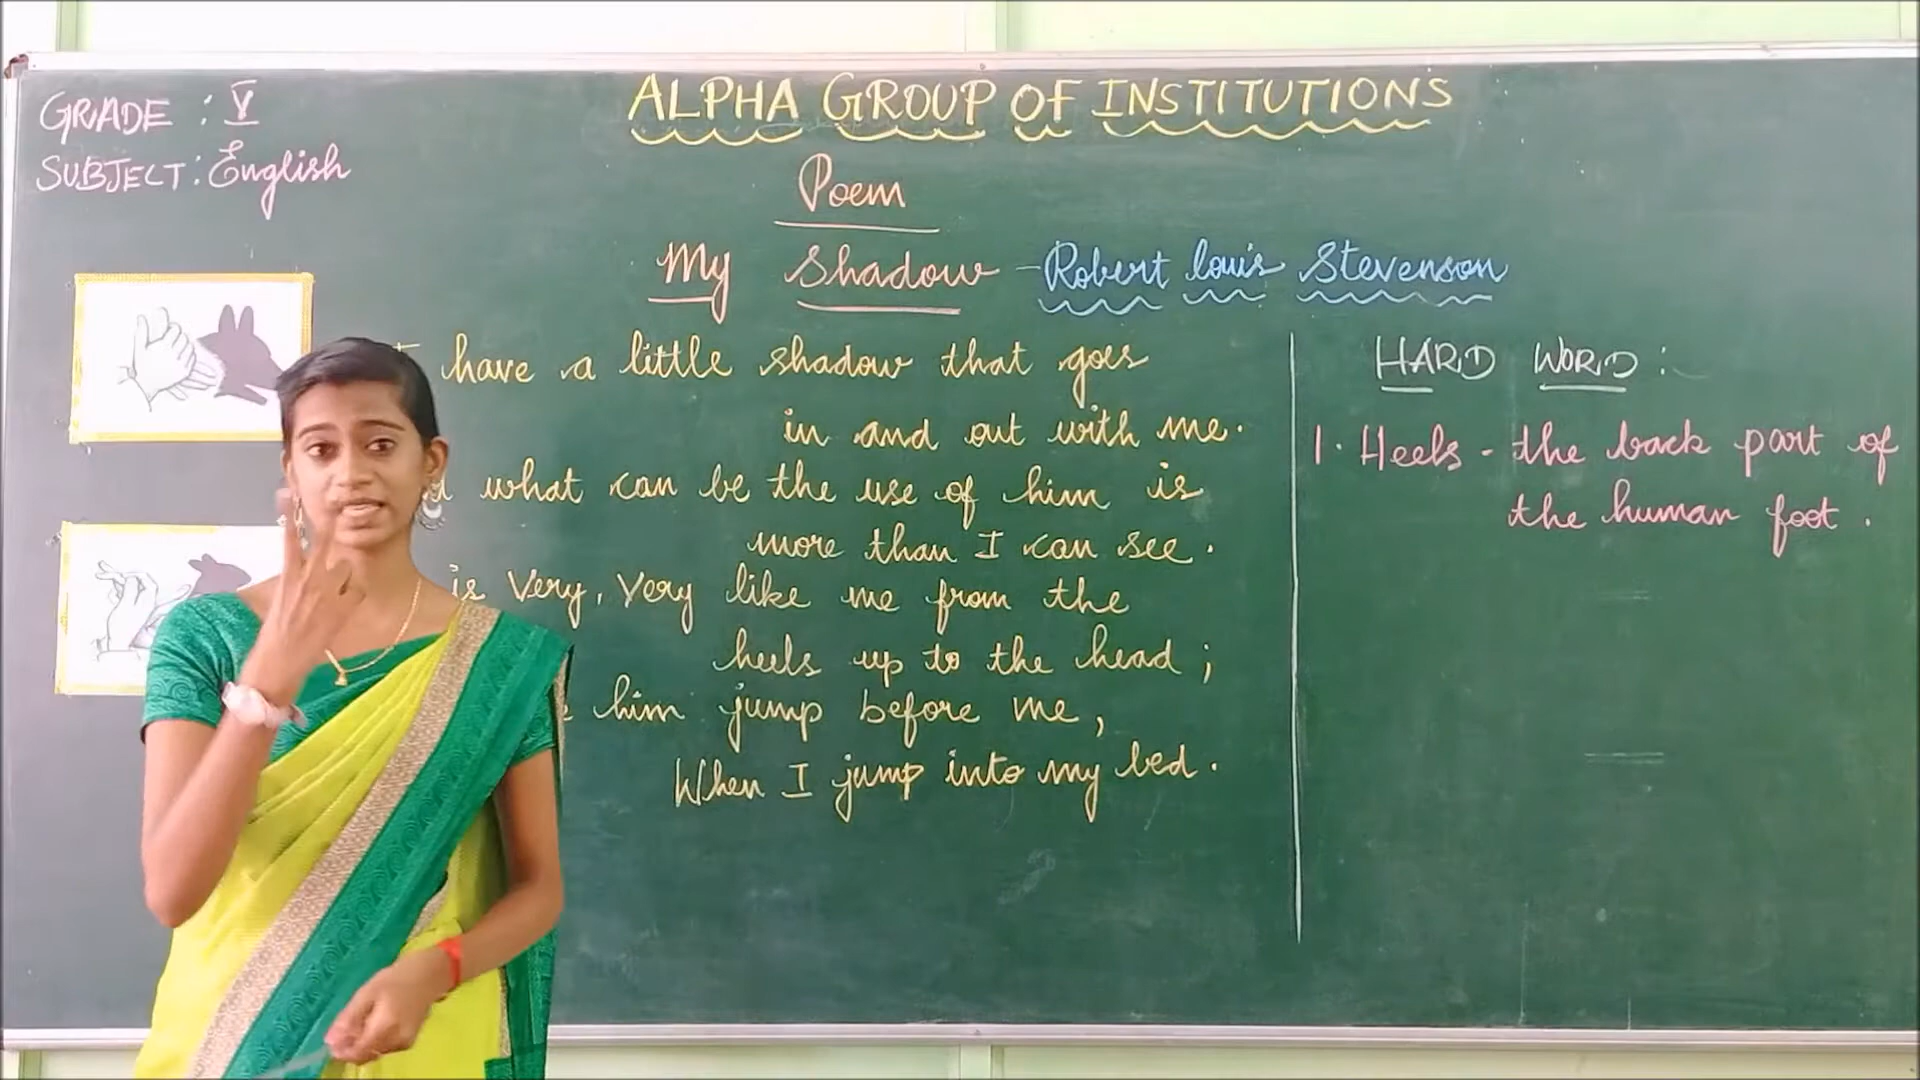 GRADE : V
SUBJECT : English
ALPHA GROUP OF INSTITUTIONS
Poem
My Shadow - Robert Louis Stevenson
have a little shadow that goes
in and out with me.
what can be the use of him is
more than I can see.
is very, very like me from the
heels up to the head ;
him jump before me,
When I jump into my bed.
HARD WORD :
1. Heels - the back part of
the human foot.